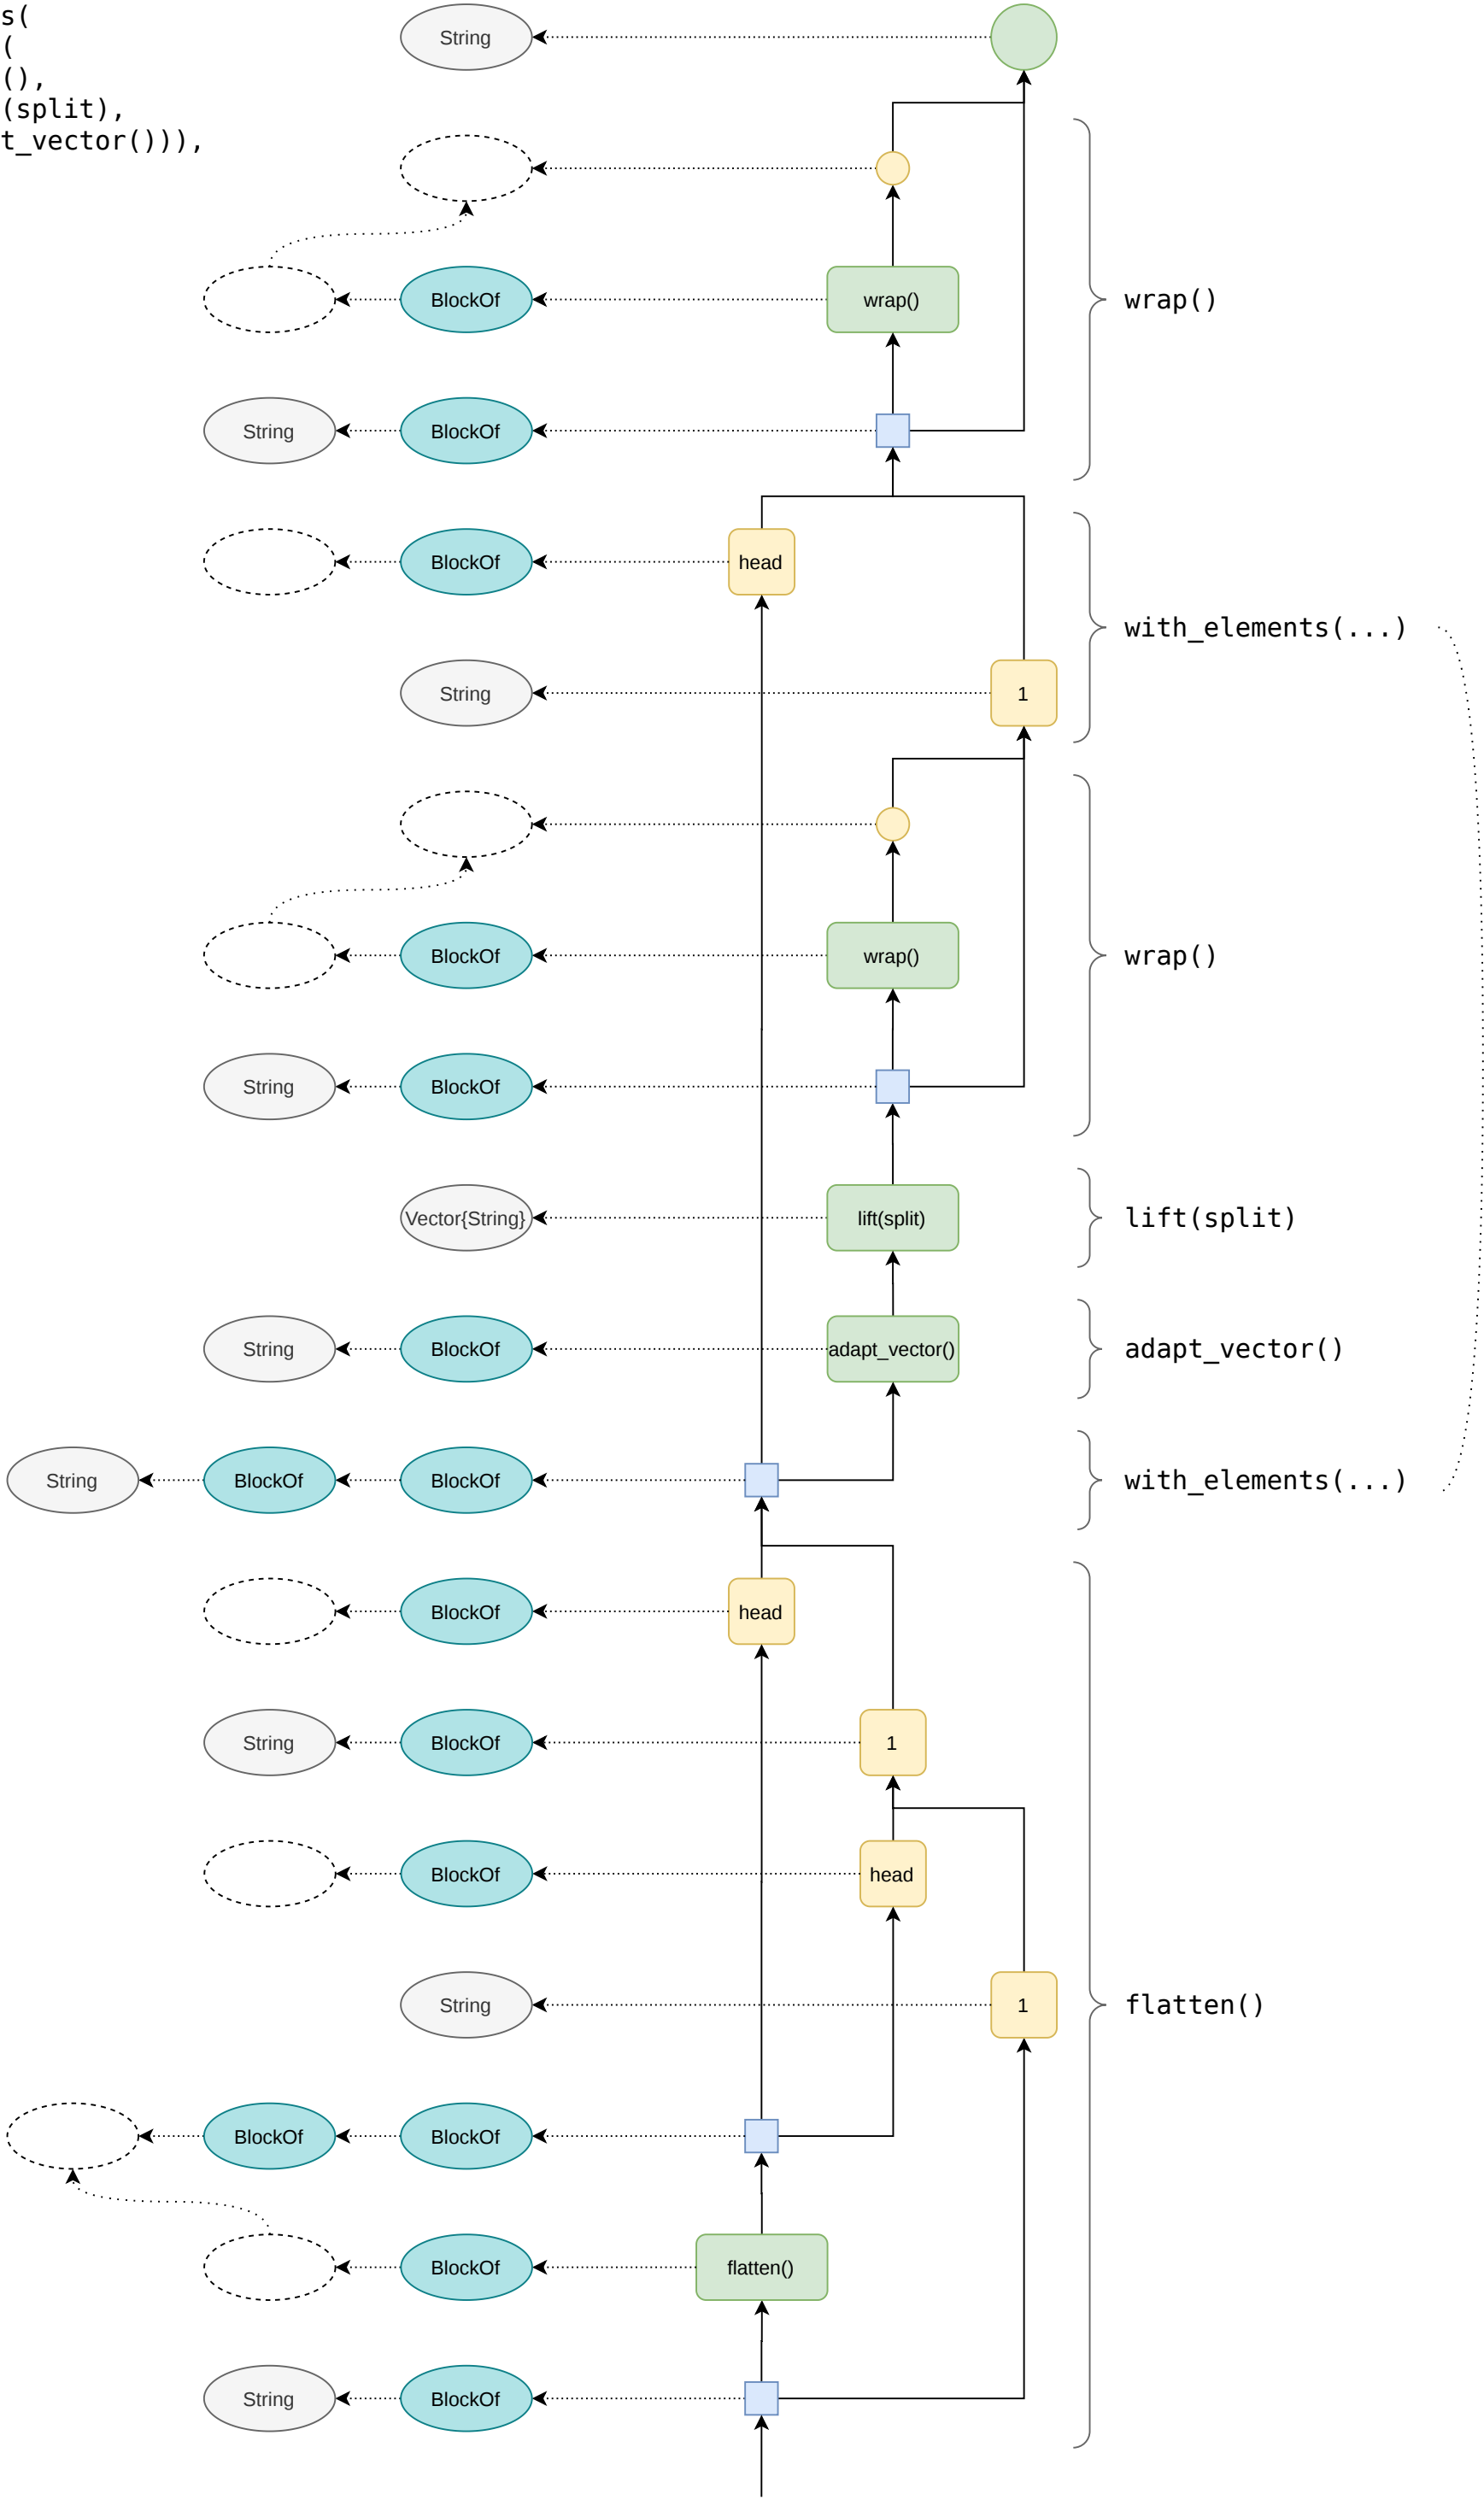 s(
(
(),
(split),
t_vector())),
String
BlockOf
wrap()
wrap()
String
BlockOf
BlockOf
head
with_elements(...)
String
1
BlockOf
wrap()
wrap()
String
BlockOf
Vector{String}
lift(split)
lift(split)
String
BlockOf
adapt_vector()
adapt_vector()
String
BlockOf
BlockOf
with_elements(...)
BlockOf
head
String
BlockOf
1
BlockOf
head
String
1
flatten()
BlockOf
BlockOf
BlockOf
flatten()
String
BlockOf